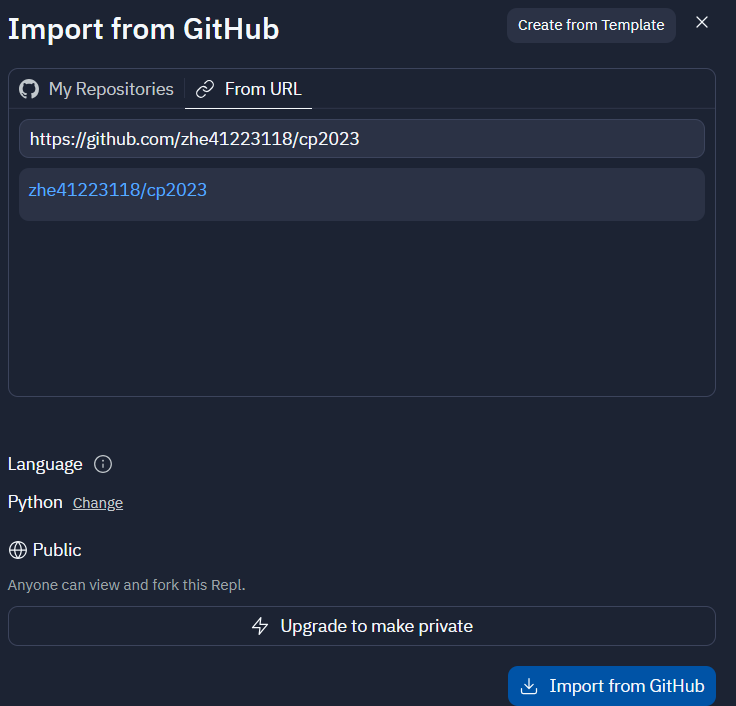 Import from GitHub
Create from Template
My Repositories
From URL
https://github.com/zhe41223118/cp2023
zhe41223118/cp2023
Language
Python Change
Public
Anyone can view and fork this Repl.
Upgrade to make private
Import from GitHub